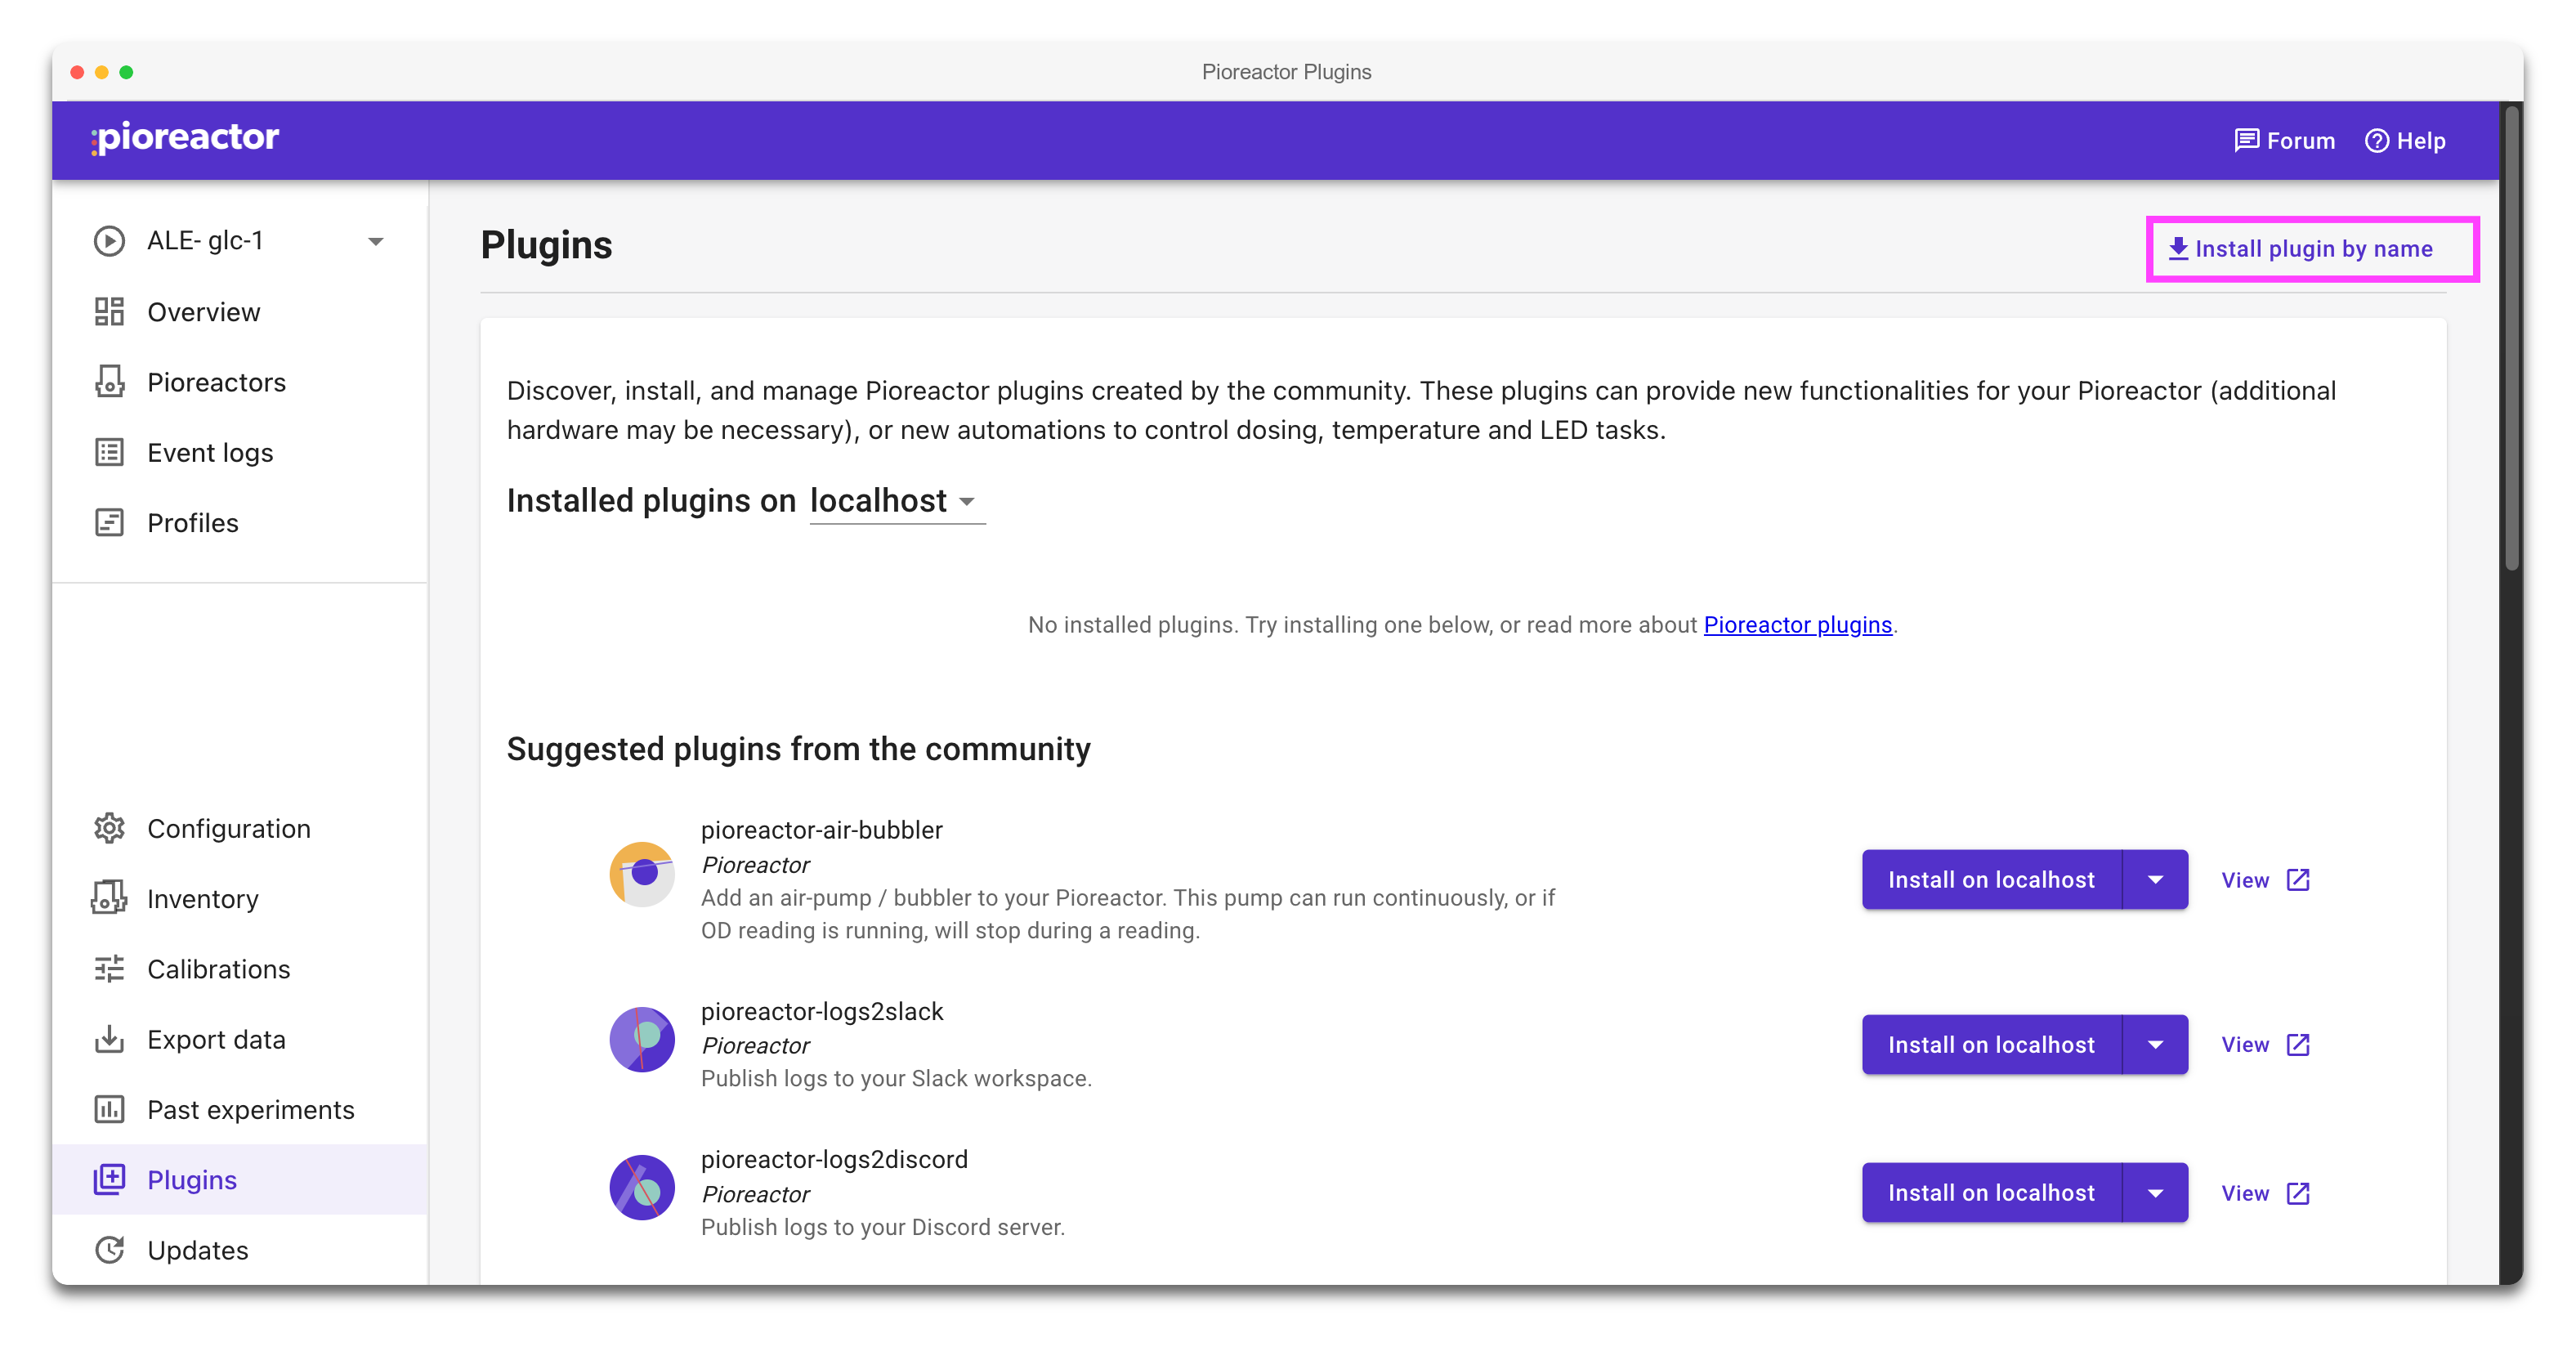 Pioreactor Plugins
pioreactor
Forum
Help
ALE- glc-1
Overview
Pioreactors
Event logs
Profiles
Configuration
Inventory
Calibrations
Export data
Past experiments
Plugins
Updates
Plugins
Install plugin by name
Discover, install, and manage Pioreactor plugins created by the community. These plugins can provide new functionalities for your Pioreactor (additional
hardware may be necessary), or new automations to control dosing, temperature and LED tasks.
Installed plugins on localhost
No installed plugins. Try installing one below, or read more about Pioreactor plugins.
Suggested plugins from the community
pioreactor-air-bubbler
Pioreactor
Add an air-pump / bubbler to your Pioreactor. This pump can run continuously, or if
OD reading is running, will stop during a reading.
Install on localhost
View
pioreactor-logs2slack
Pioreactor
Publish logs to your Slack workspace.
Install on localhost
View
pioreactor-logs2discord
Pioreactor
Publish logs to your Discord server.
Install on localhost
View